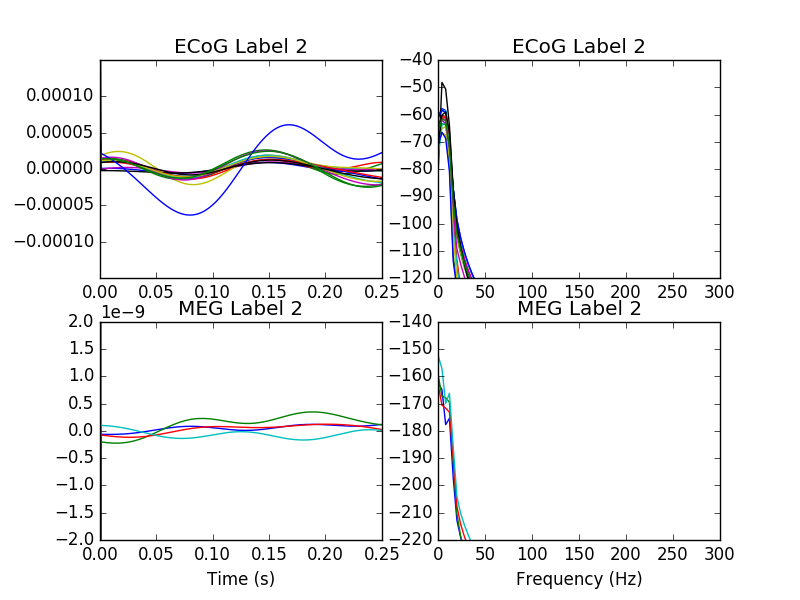 ECoG Label 2
0.00010
0.00005
0.00000
−0.00005
−0.00010
0.00 0.05 0.10 0.15 0.20 0.25
ECoG Label 2
−40
−50
−60
−70
−80
−90
−100
−110
−120
0 50 100 150 200 250 300
1e−9
MEG Label 2
2.0
1.5
1.0
0.5
0.0
−0.5
−1.0
−1.5
−2.0
0.00 0.05 0.10 0.15 0.20 0.25
Time (s)
MEG Label 2
−140
−150
−160
−170
−180
−190
−200
−210
−220
0 50 100 150 200 250 300
Frequency (Hz)